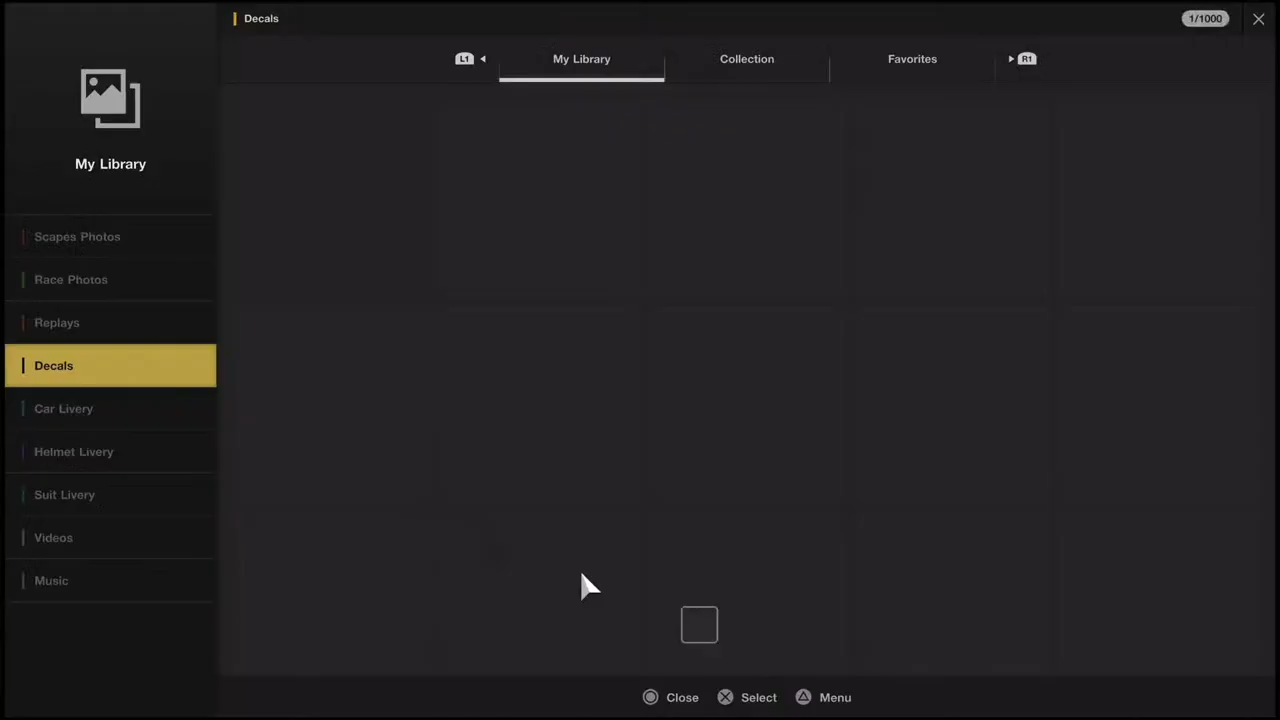 Decals
1/1000
L1
My Library
Collection
Favorites
R1
My Library
Scapes Photos
Race Photos
Replays
Decals
Car Livery
Helmet Livery
Suit Livery
Videos
Music
Close
Select
Menu